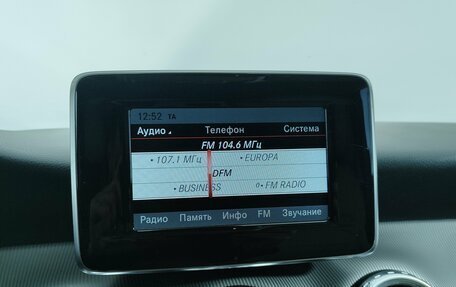 12:52 TA
Аудио Телефон Система
FM 104.6 МГц
• 107.1 МГц • EUROPA
DFM
• BUSINESS • FM RADIO
Радио Память Инфо FM Звучание